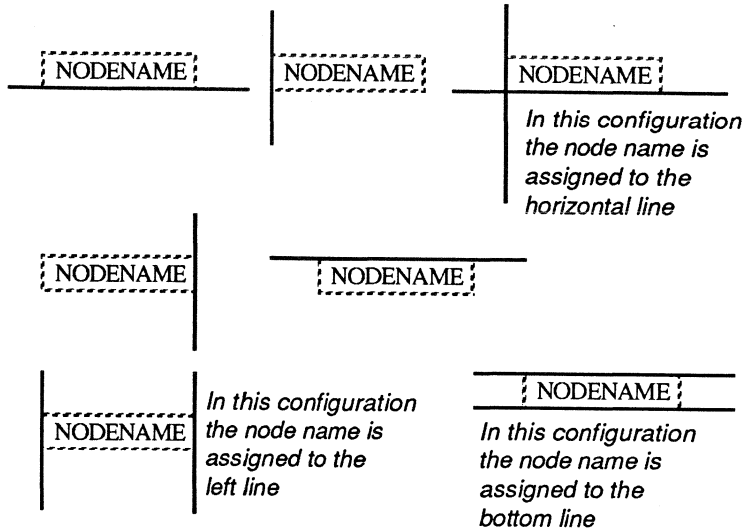 NODENAME
NODENAME
NODENAME
In this configuration
the node name is
assigned to the
horizontal line
NODENAME
NODENAME
NODENAME
In this configuration
the node name is
assigned to the
left line
NODENAME
In this configuration
the node name is
assigned to the
bottom line